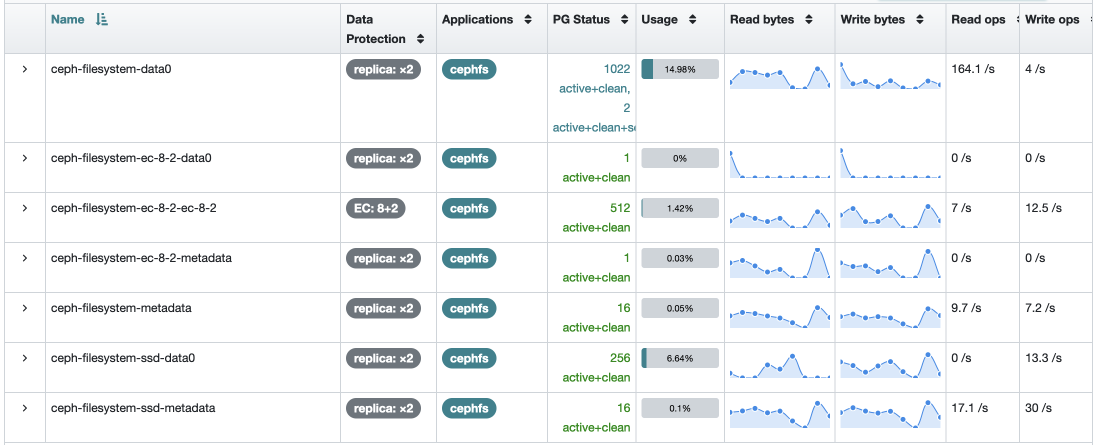 Name Data Protection Applications PG Status Usage Read bytes Write bytes Read ops Write ops
ceph-filesystem-data0 replica: ×2 cephfs 1022 active+clean, 2 active+clean+sc 14.98% 164.1 /s 4 /s
ceph-filesystem-ec-8-2-data0 replica: ×2 cephfs 1 active+clean 0% 0 /s 0 /s
ceph-filesystem-ec-8-2-ec-8-2 EC: 8+2 cephfs 512 active+clean 1.42% 7 /s 12.5 /s
ceph-filesystem-ec-8-2-metadata replica: ×2 cephfs 1 active+clean 0.03% 0 /s 0 /s
ceph-filesystem-metadata replica: ×2 cephfs 16 active+clean 0.05% 9.7 /s 7.2 /s
ceph-filesystem-ssd-data0 replica: ×2 cephfs 256 active+clean 6.64% 0 /s 13.3 /s
ceph-filesystem-ssd-metadata replica: ×2 cephfs 16 active+clean 0.1% 17.1 /s 30 /s